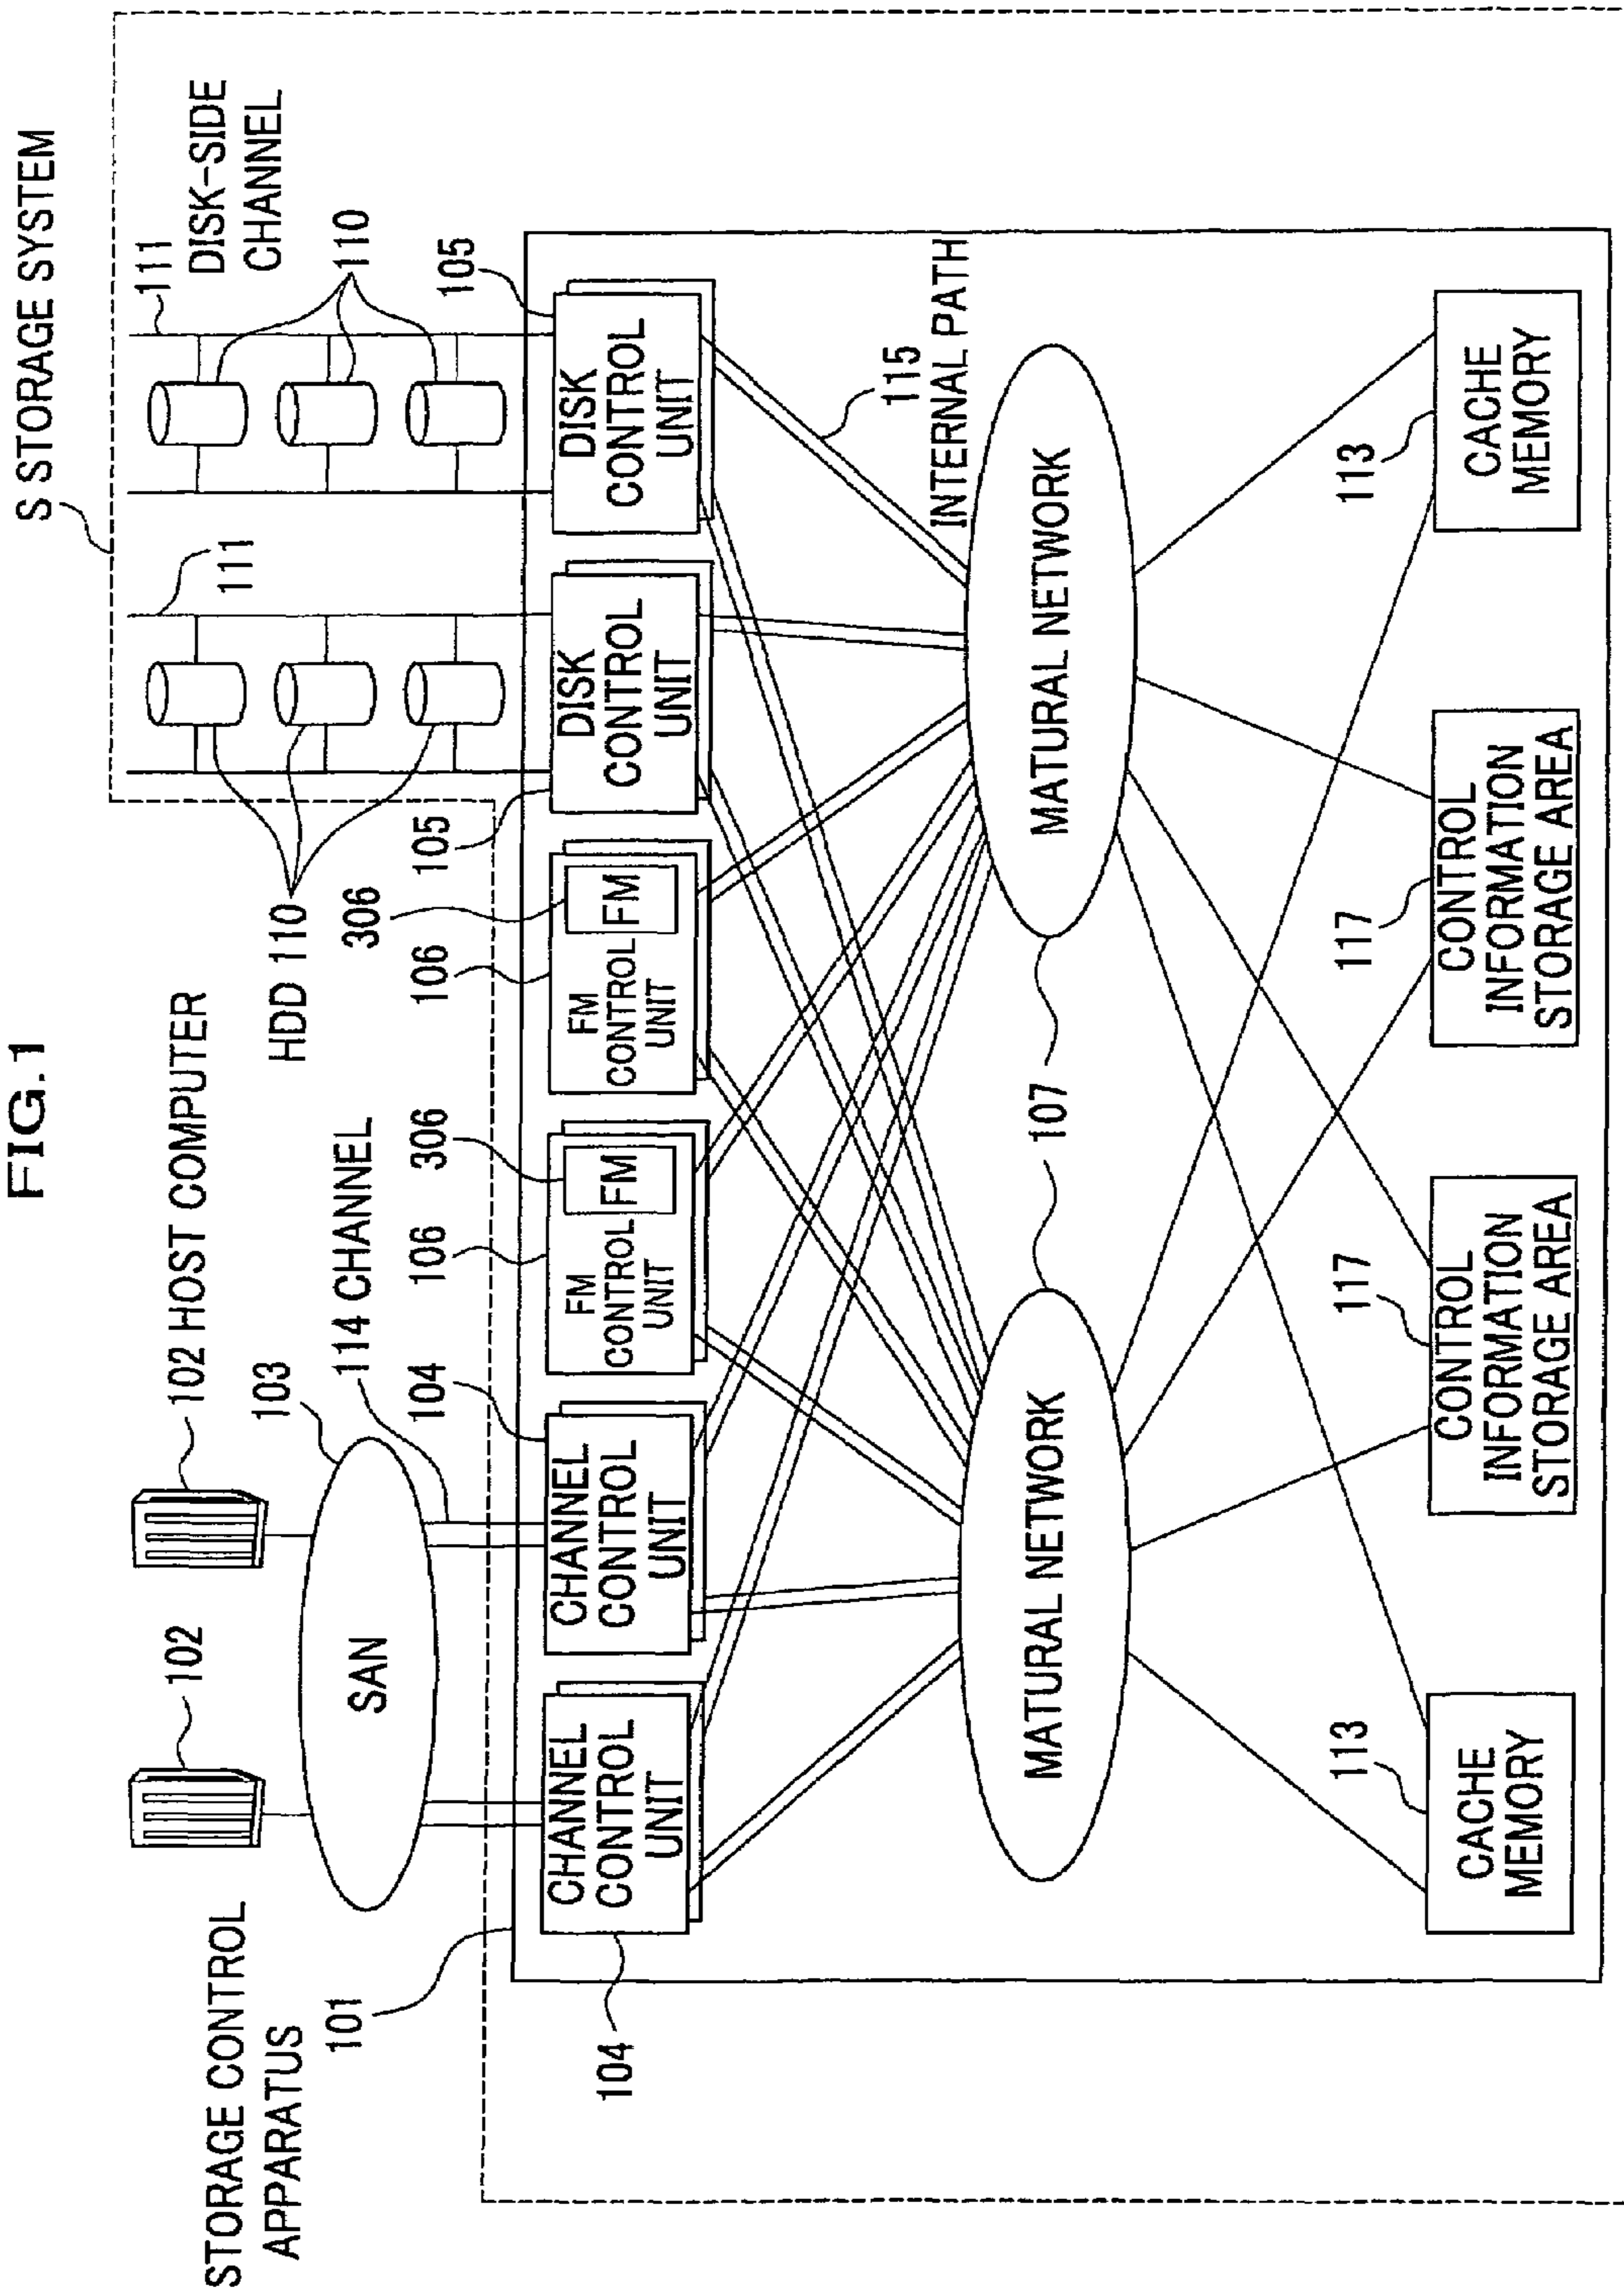 FIG.1
S STORAGE SYSTEM
STORAGE CONTROL
APPARATUS
101
102
102 HOST COMPUTER
SAN
103
114 CHANNEL
HDD 110
111
111
DISK-SIDE
CHANNEL
110
104
CHANNEL
CONTROL
UNIT
104
CHANNEL
CONTROL
UNIT
106
306
FM
CONTROL
UNIT
FM
106
306
FM
CONTROL
UNIT
FM
105
DISK
CONTROL
UNIT
105
DISK
CONTROL
UNIT
115
INTERNAL PATH
MATURAL NETWORK
107
MATURAL NETWORK
113
CACHE
MEMORY
117
CONTROL
INFORMATION
STORAGE AREA
117
CONTROL
INFORMATION
STORAGE AREA
113
CACHE
MEMORY